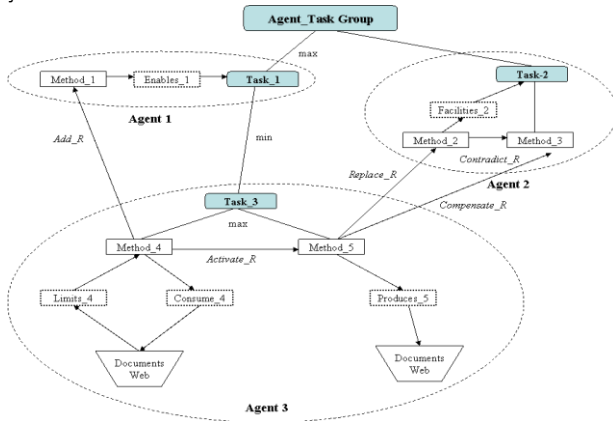 Agent_Task Group
max
Method_1
Enables_1
Task_1
Task-2
Agent 1
Facilities_2
Add_R
min
Method_2
Method_3
Contradict_R
Replace_R
Agent 2
Compensate_R
Task_3
max
Method_4
Method_5
Activate_R
Limits_4
Consume_4
Produces_5
Documents
Web
Documents
Web
Agent 3